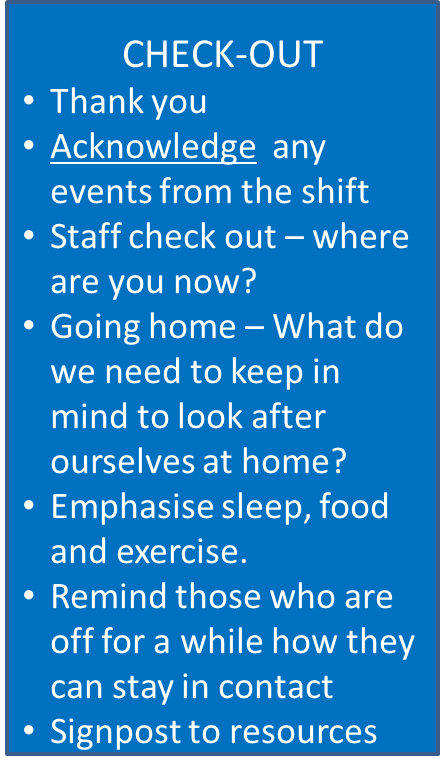 CHECK-OUT
• Thank you
• Acknowledge any
events from the shift
• Staff check out – where
are you now?
• Going home – What do
we need to keep in
mind to look after
ourselves at home?
• Emphasise sleep, food
and exercise.
• Remind those who are
off for a while how they
can stay in contact
• Signpost to resources